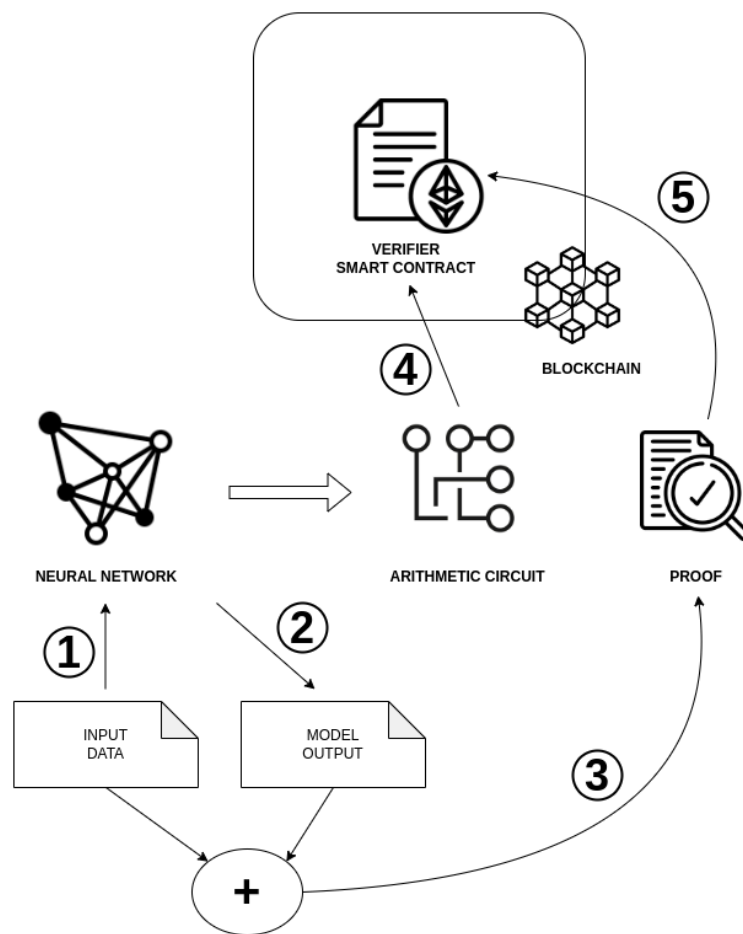 VERIFIER
SMART CONTRACT
5
BLOCKCHAIN
4
NEURAL NETWORK
ARITHMETIC CIRCUIT
PROOF
1
2
INPUT
DATA
MODEL
OUTPUT
3
+